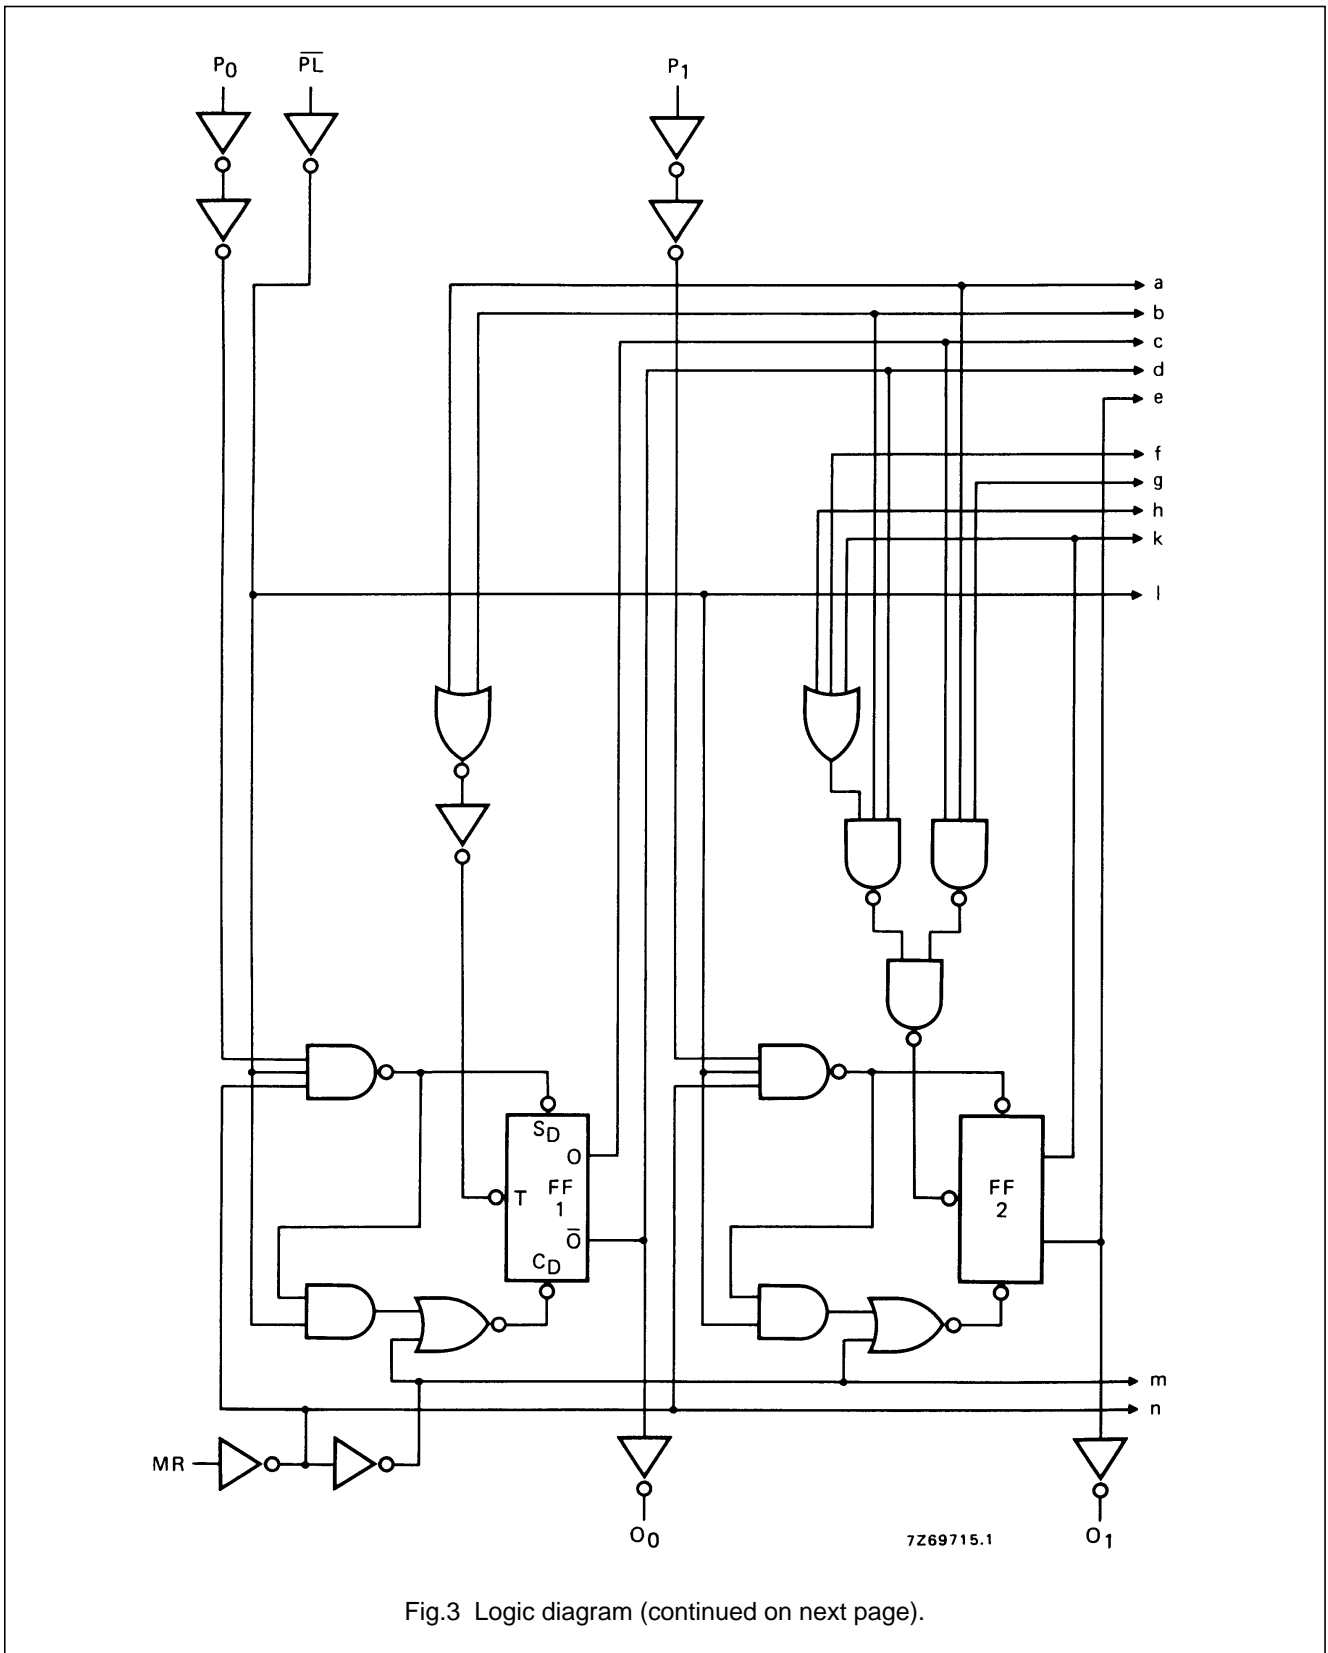 P0 P̅L̅ P1
a
b
c
d
e
f
g
h
k
l
SD
O
T FF
1
O̅
CD
FF
2
m
n
MR
O0 7Z69715.1 O1
Fig.3 Logic diagram (continued on next page).